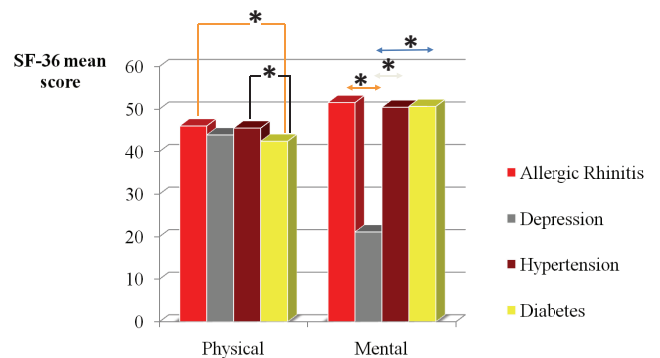 SF-36 mean
score
*
*
*
*
*
60
50
40
30
20
10
0
Physical
Mental
Allergic Rhinitis
Depression
Hypertension
Diabetes